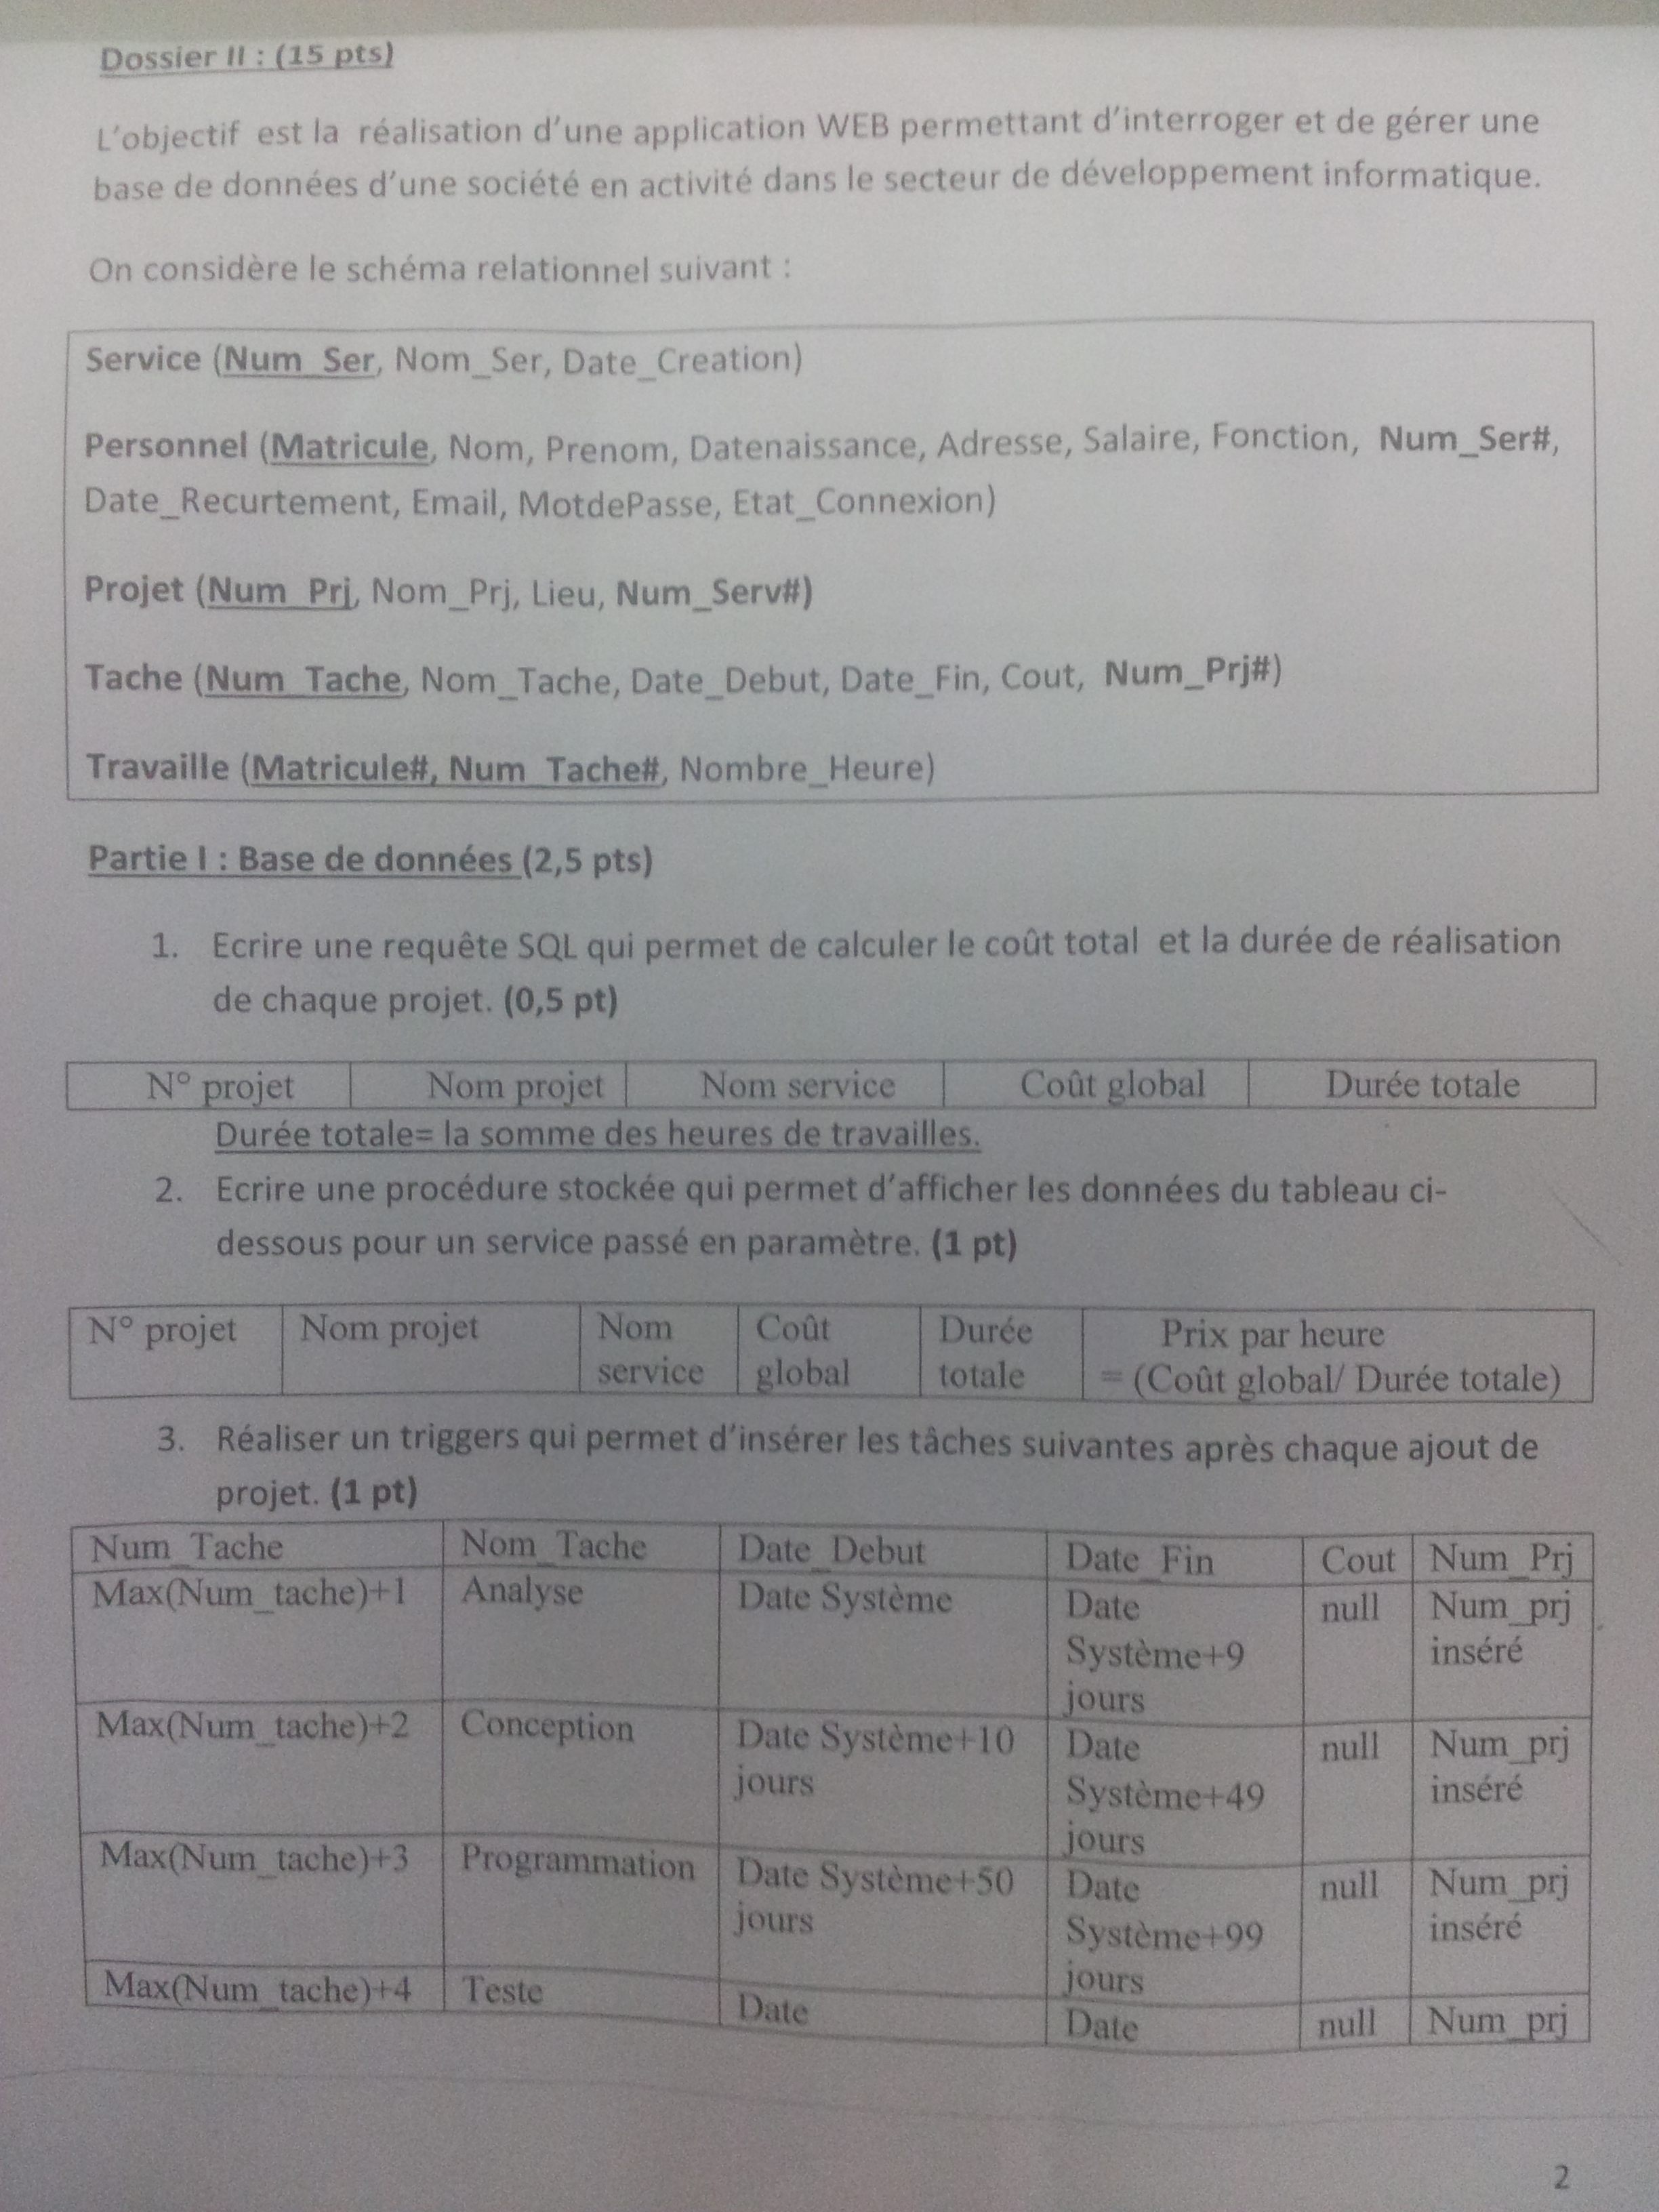 Dossier II : (15 pts)
L'objectif est la réalisation d'une application WEB permettant d'interroger et de gérer une
base de données d'une société en activité dans le secteur de développement informatique.
On considère le schéma relationnel suivant :
Service (Num_Ser, Nom_Ser, Date_Creation)
Personnel (Matricule, Nom, Prenom, Datenaissance, Adresse, Salaire, Fonction, Num_Ser#,
Date_Recurtement, Email, MotdePasse, Etat_Connexion)
Projet (Num_Prj, Nom_Prj, Lieu, Num_Serv#)
Tache (Num_Tache, Nom_Tache, Date_Debut, Date_Fin, Cout, Num_Prj#)
Travaille (Matricule#, Num_Tache#, Nombre_Heure)
Partie I : Base de données (2,5 pts)
1. Ecrire une requête SQL qui permet de calculer le coût total et la durée de réalisation
de chaque projet. (0,5 pt)
N° projet Nom projet Nom service Coût global Durée totale
Durée totale= la somme des heures de travailles.
2. Ecrire une procédure stockée qui permet d'afficher les données du tableau ci-
dessous pour un service passé en paramètre. (1 pt)
N° projet Nom projet Nom Coût Durée Prix par heure
service global totale = (Coût global/ Durée totale)
3. Réaliser un triggers qui permet d'insérer les tâches suivantes après chaque ajout de
projet. (1 pt)
Num_Tache Nom_Tache Date_Debut Date_Fin Cout Num_Prj
Max(Num_tache)+1 Analyse Date Système Date null Num_prj
Système+9 inséré
jours
Max(Num_tache)+2 Conception Date Système+10 Date null Num_prj
jours Système+49 inséré
jours
Max(Num_tache)+3 Programmation Date Système+50 Date null Num_prj
jours Système+99 inséré
jours
Max(Num_tache)+4 Teste Date Date null Num_prj
2